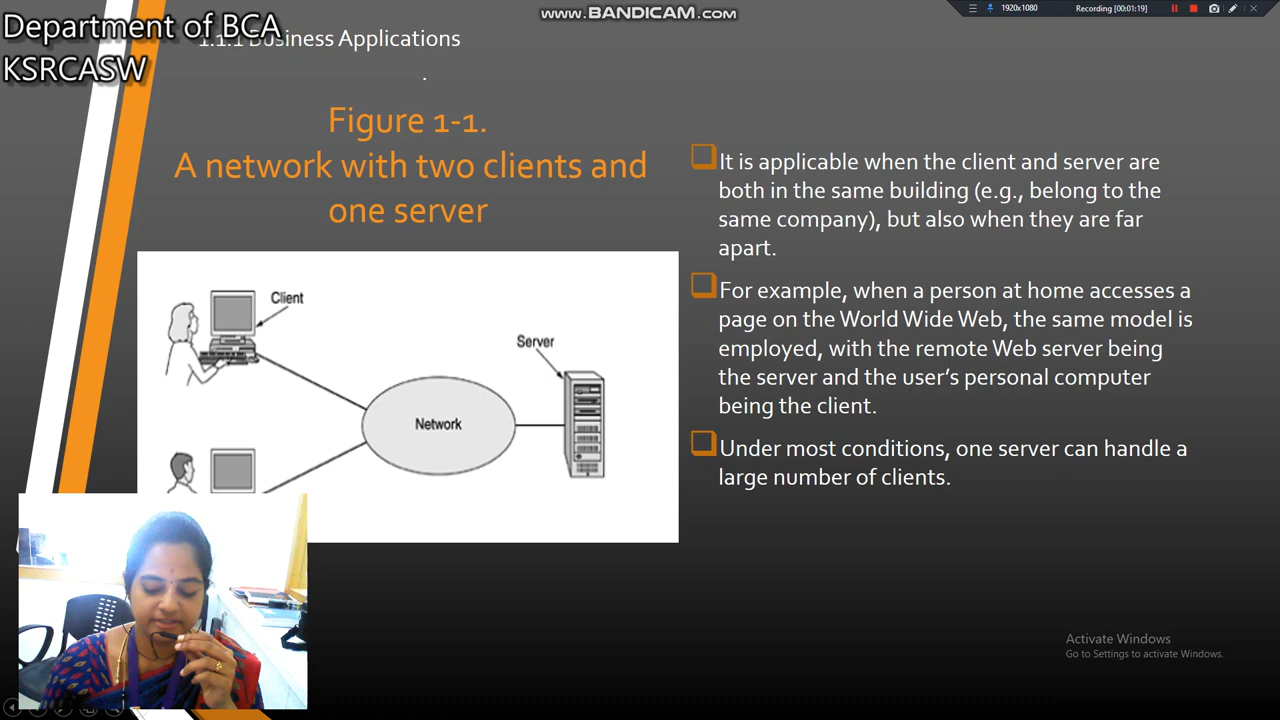 www.BANDICAM.com
1920x1080
Recording [00:01:19]
Department of BCA
KSRCASW
1.1.1 Business Applications
.
Figure 1-1.
A network with two clients and
one server
Client
Server
Network
It is applicable when the client and server are
both in the same building (e.g., belong to the
same company), but also when they are far
apart.
For example, when a person at home accesses a
page on the World Wide Web, the same model is
employed, with the remote Web server being
the server and the user’s personal computer
being the client.
Under most conditions, one server can handle a
large number of clients.
Activate Windows
Go to Settings to activate Windows.